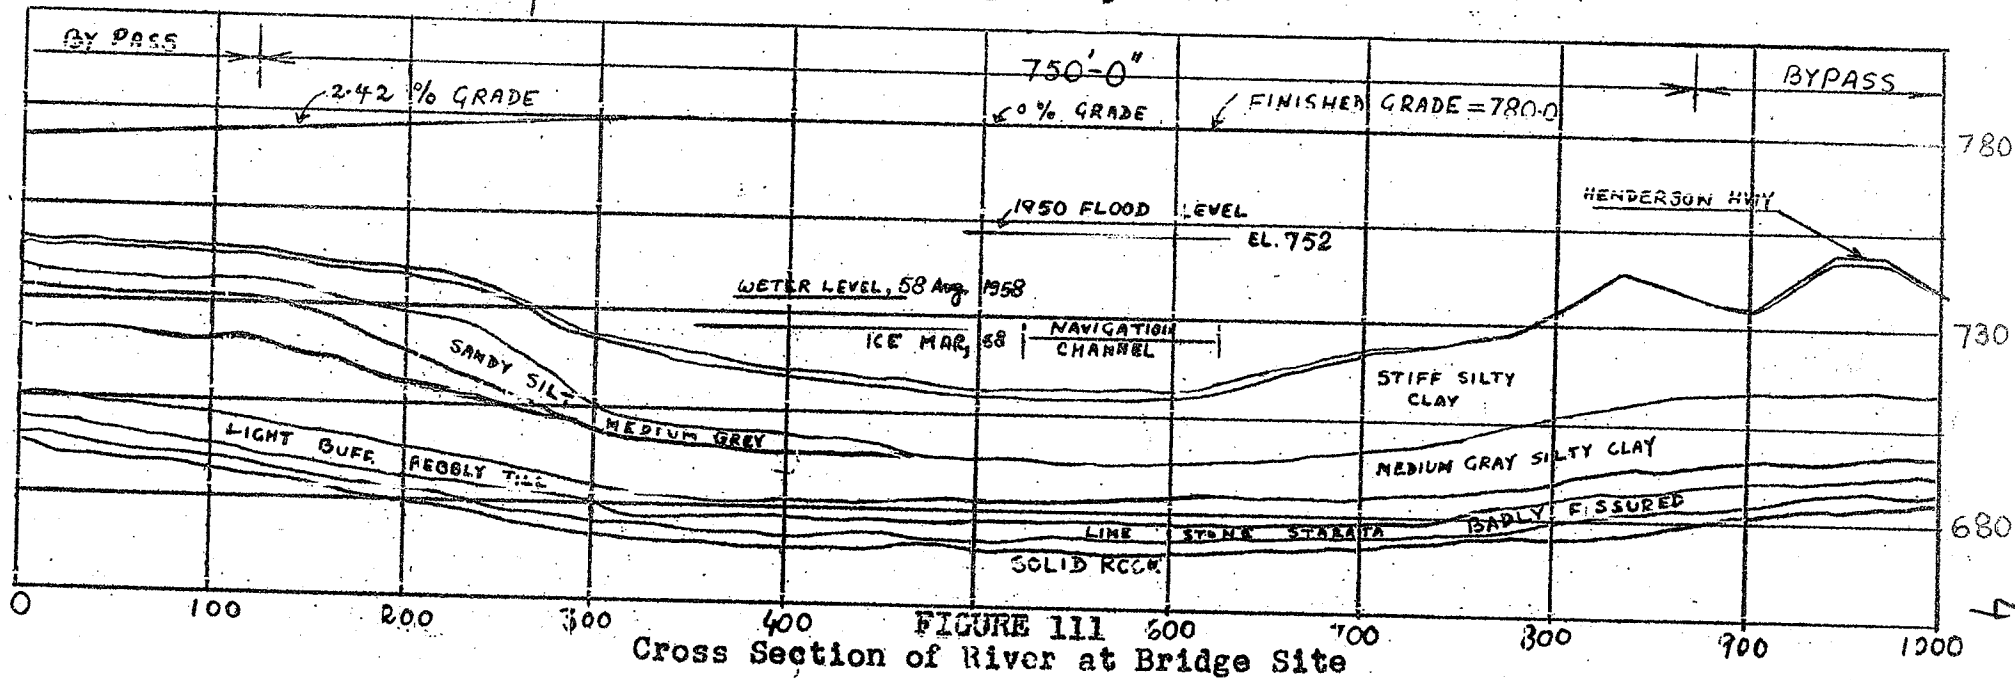 BY PASS
750'-0"
BYPASS
2.42 % GRADE
0 % GRADE
FINISHED GRADE = 780.0
780
HENDERSON HWY
1950 FLOOD LEVEL
EL. 752
WETER LEVEL, 58 Aug. 1958
ICE MAR, 58
NAVIGATION
CHANNEL
730
SANDY SILT
STIFF SILTY
CLAY
MEDIUM GREY
MEDIUM GRAY SILTY CLAY
LIGHT BUFF PEBBLY TILL
BADLY FISSURED
LIME STONE STARATA
680
SOLID ROCK
0 100 200 300 400 600 700 800 900 1000
4
FIGURE 111
Cross Section of River at Bridge Site